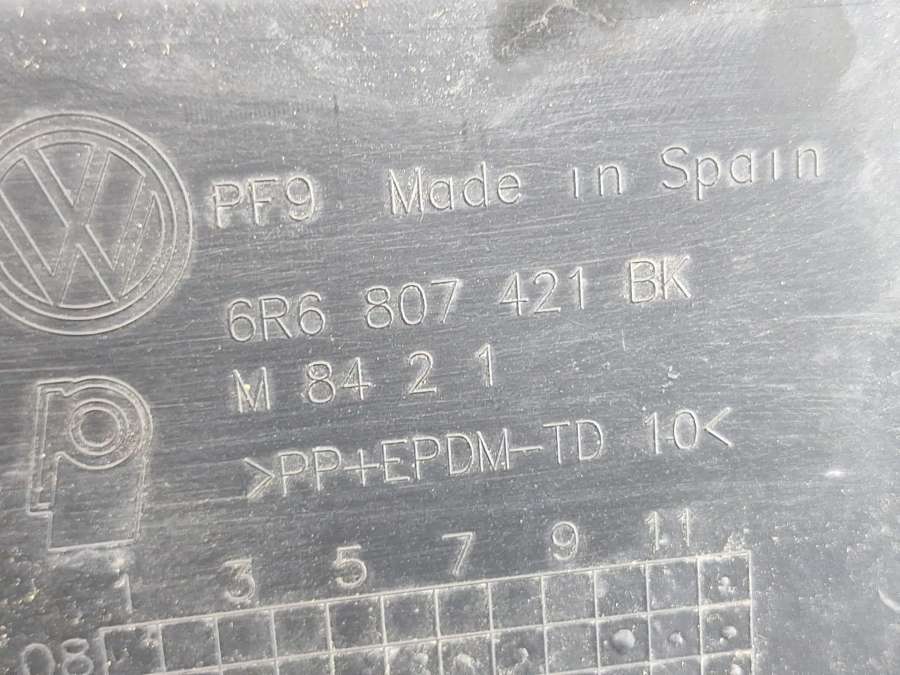 PF9 Made in Spain
6R6 807 421 BK
M 84 2 1
>PP+EPDM-TD 10<
1 3 5 7 9 11
08